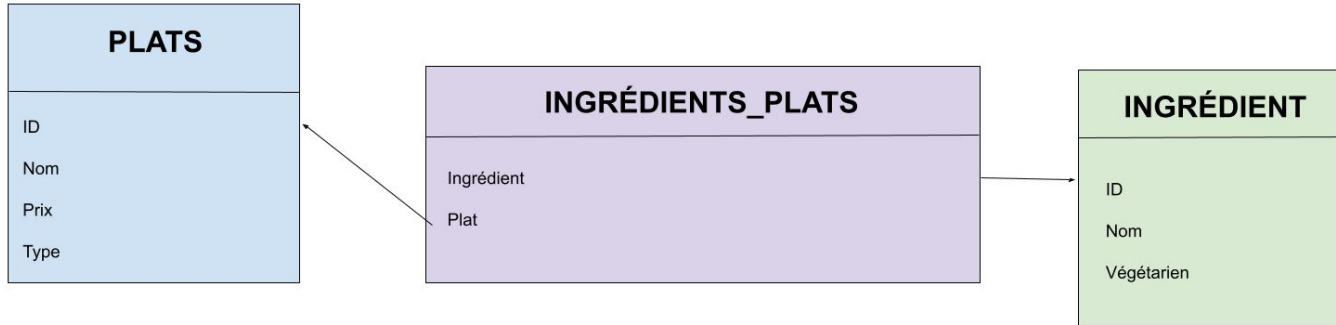 PLATS
ID
Nom
Prix
Type
INGRÉDIENTS_PLATS
Ingrédient
Plat
INGRÉDIENT
ID
Nom
Végétarien